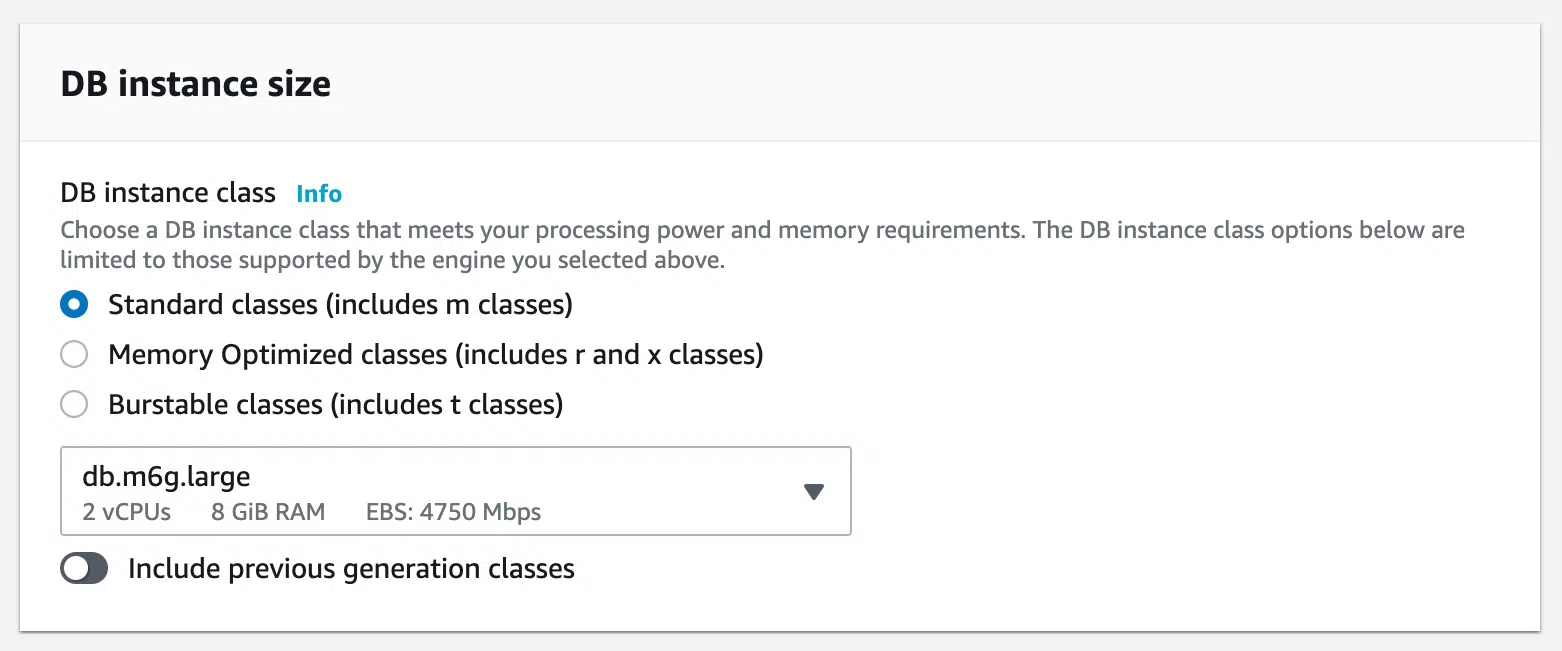 DB instance size
DB instance class Info
Choose a DB instance class that meets your processing power and memory requirements. The DB instance class options below are
limited to those supported by the engine you selected above.
Standard classes (includes m classes)
Memory Optimized classes (includes r and x classes)
Burstable classes (includes t classes)
db.m6g.large
2 vCPUs 8 GiB RAM EBS: 4750 Mbps
Include previous generation classes